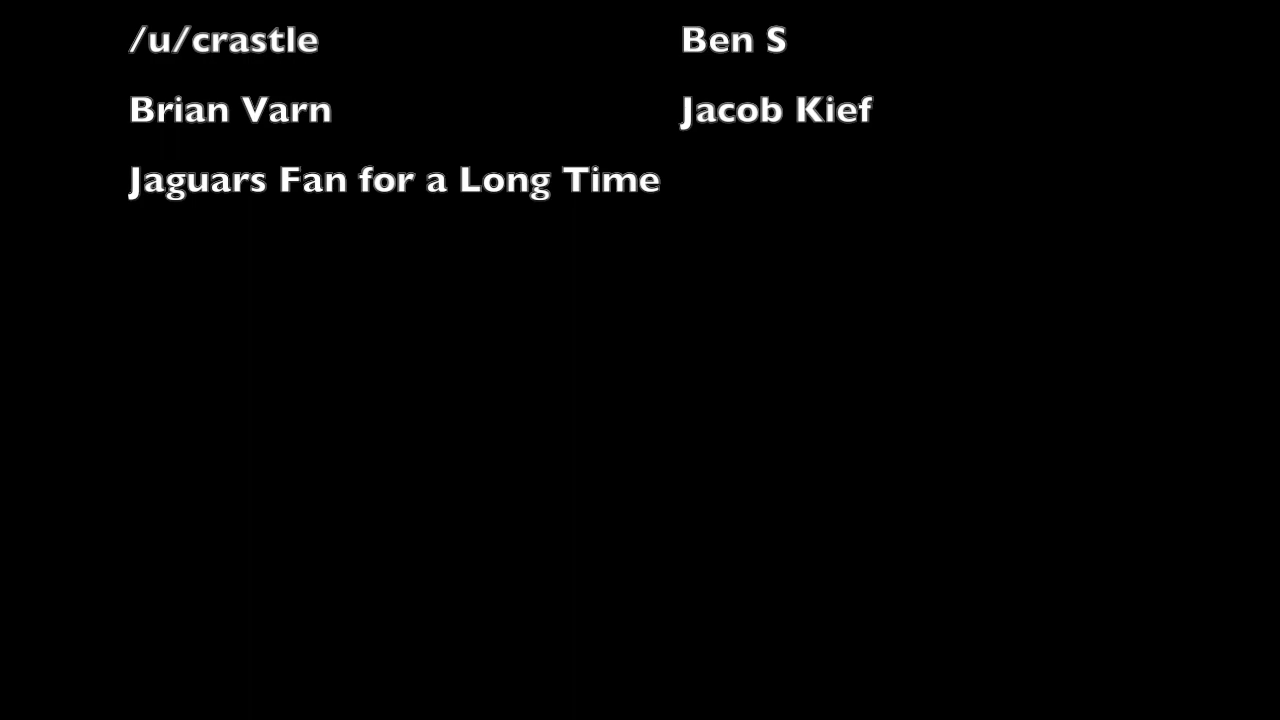 /u/crastle
Ben S
Brian Varn
Jacob Kief
Jaguars Fan for a Long Time